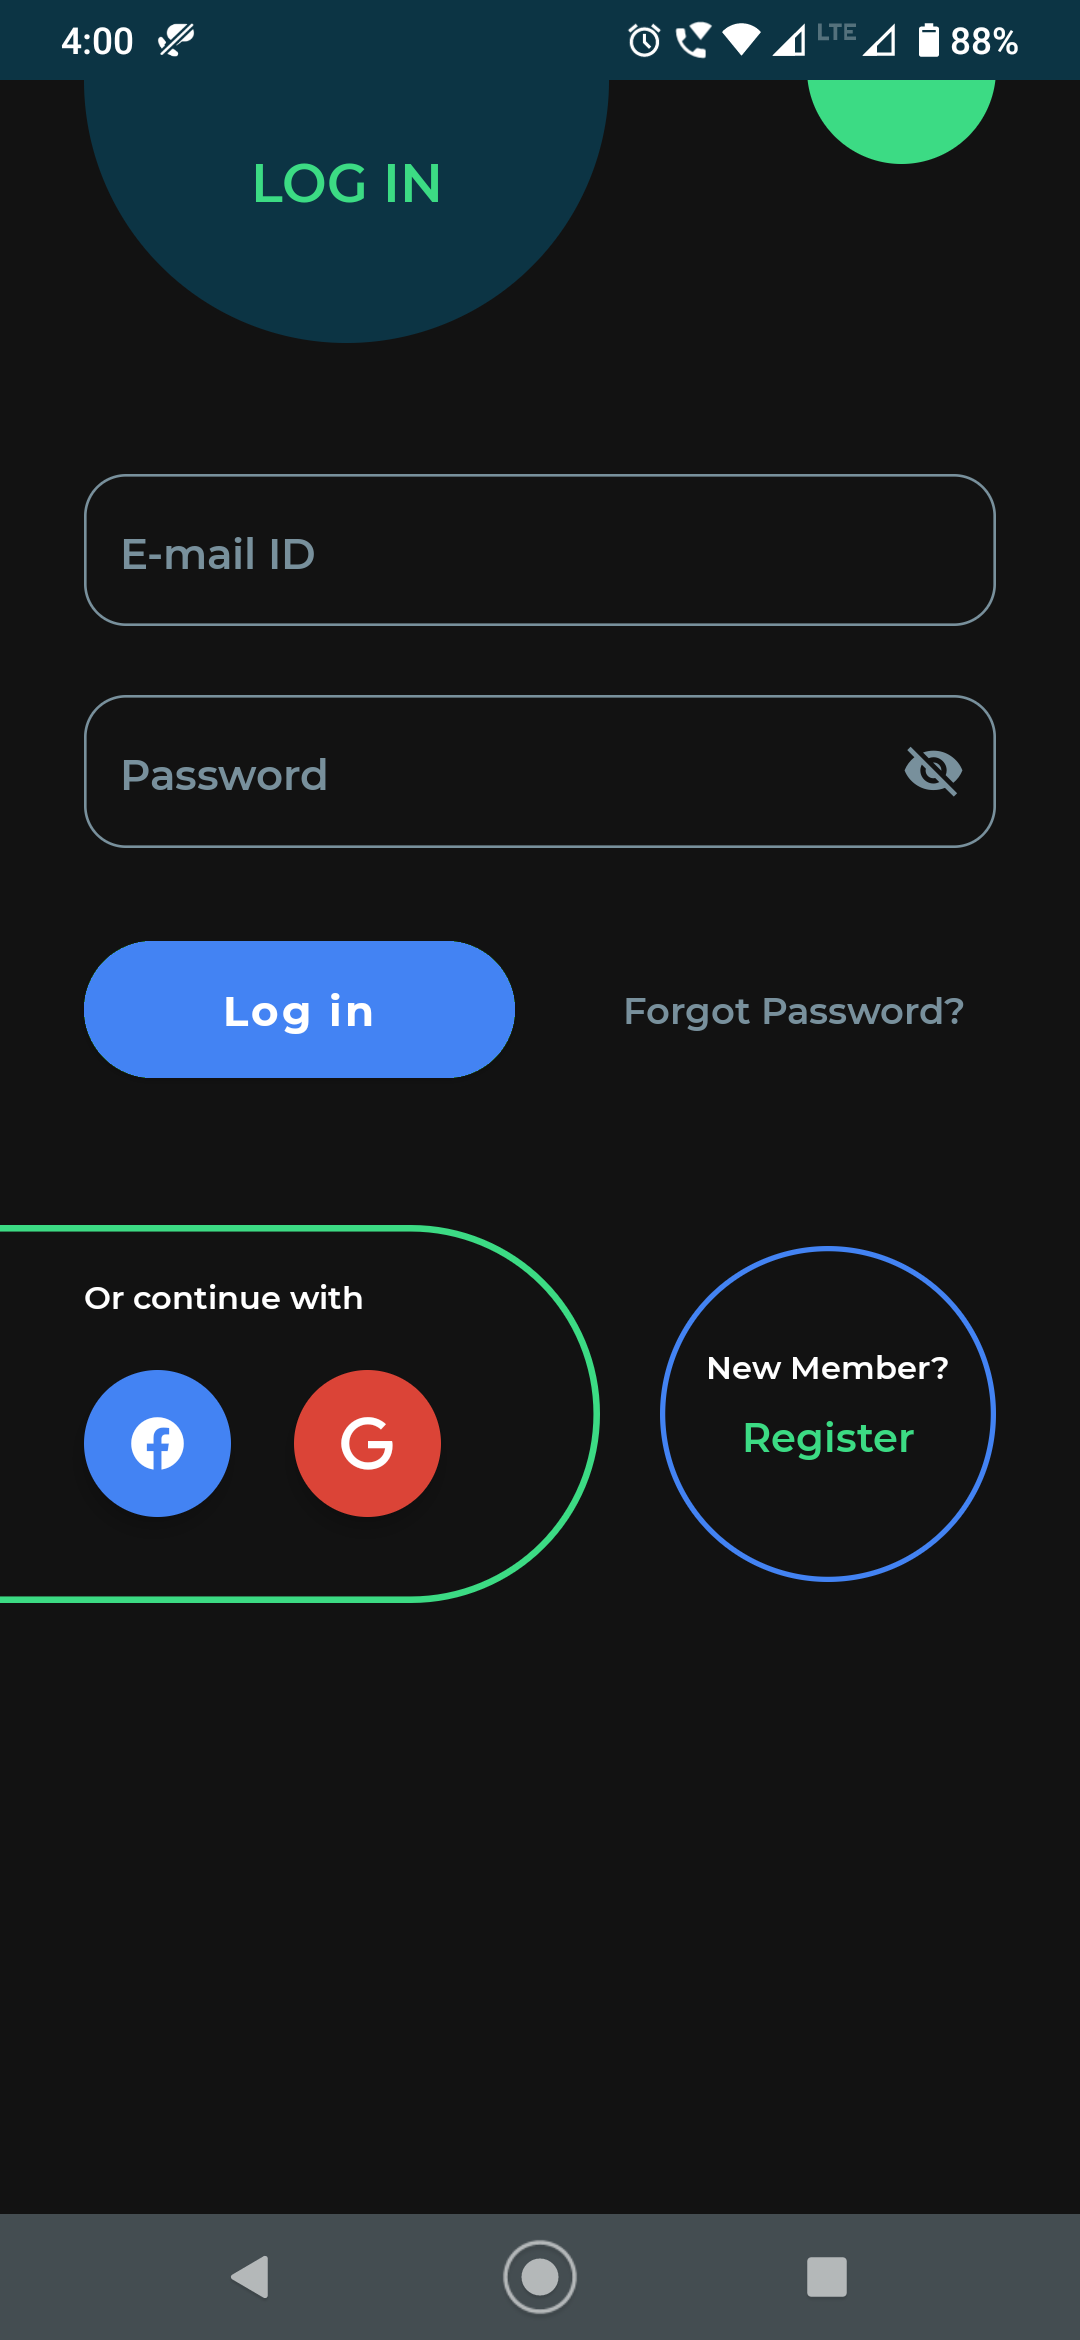 4:00
LTE
88%
LOG IN
E-mail ID
Password
Log in
Forgot Password?
Or continue with
New Member?
Register